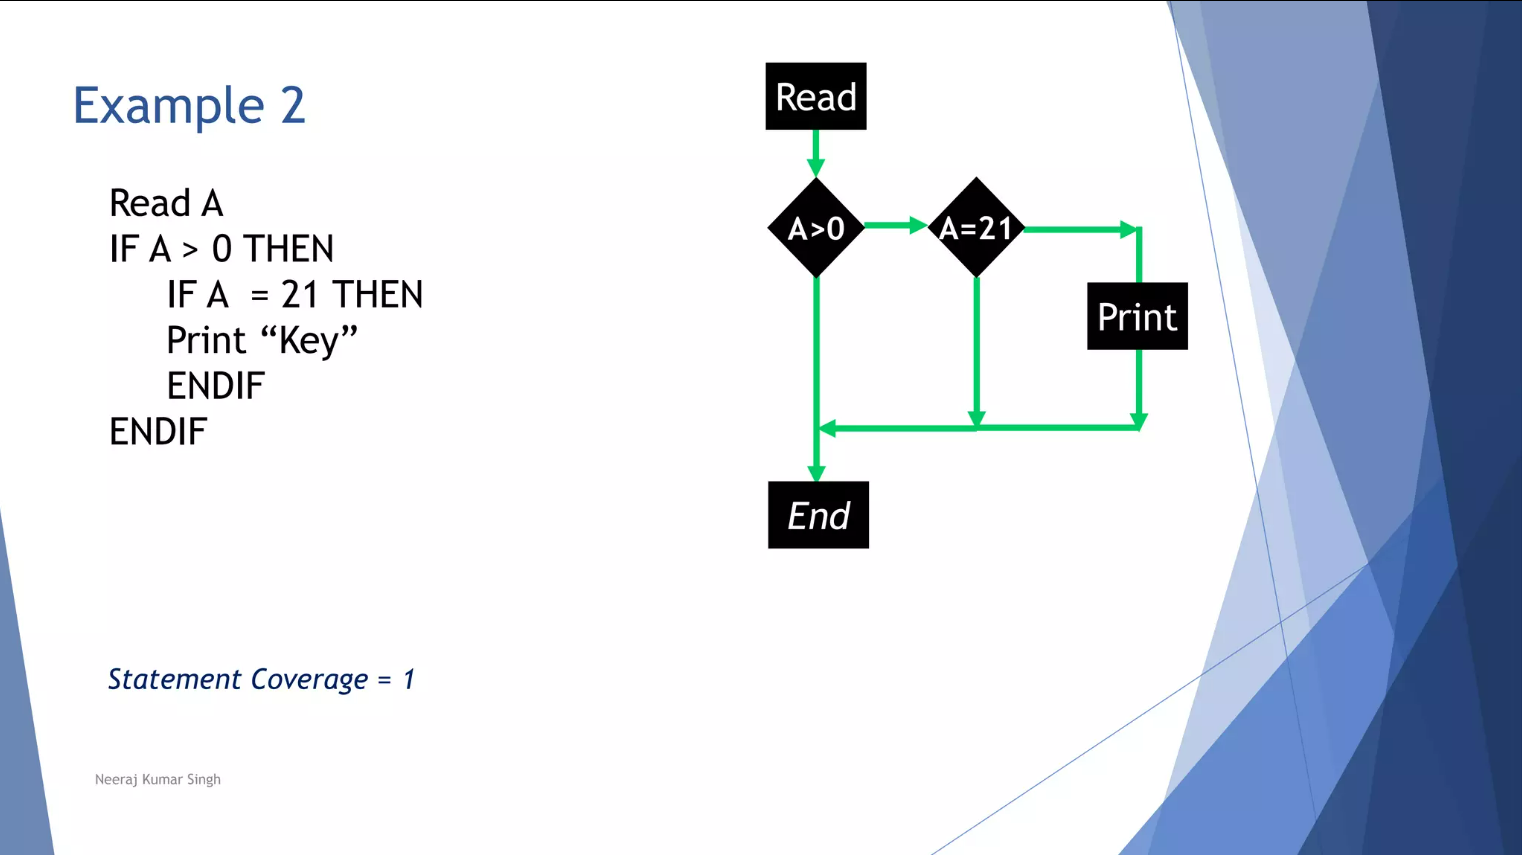 Example 2
Read A
IF A > 0 THEN
IF A = 21 THEN
Print “Key”
ENDIF
ENDIF
Read
A>0
A=21
Print
End
Statement Coverage = 1
Neeraj Kumar Singh